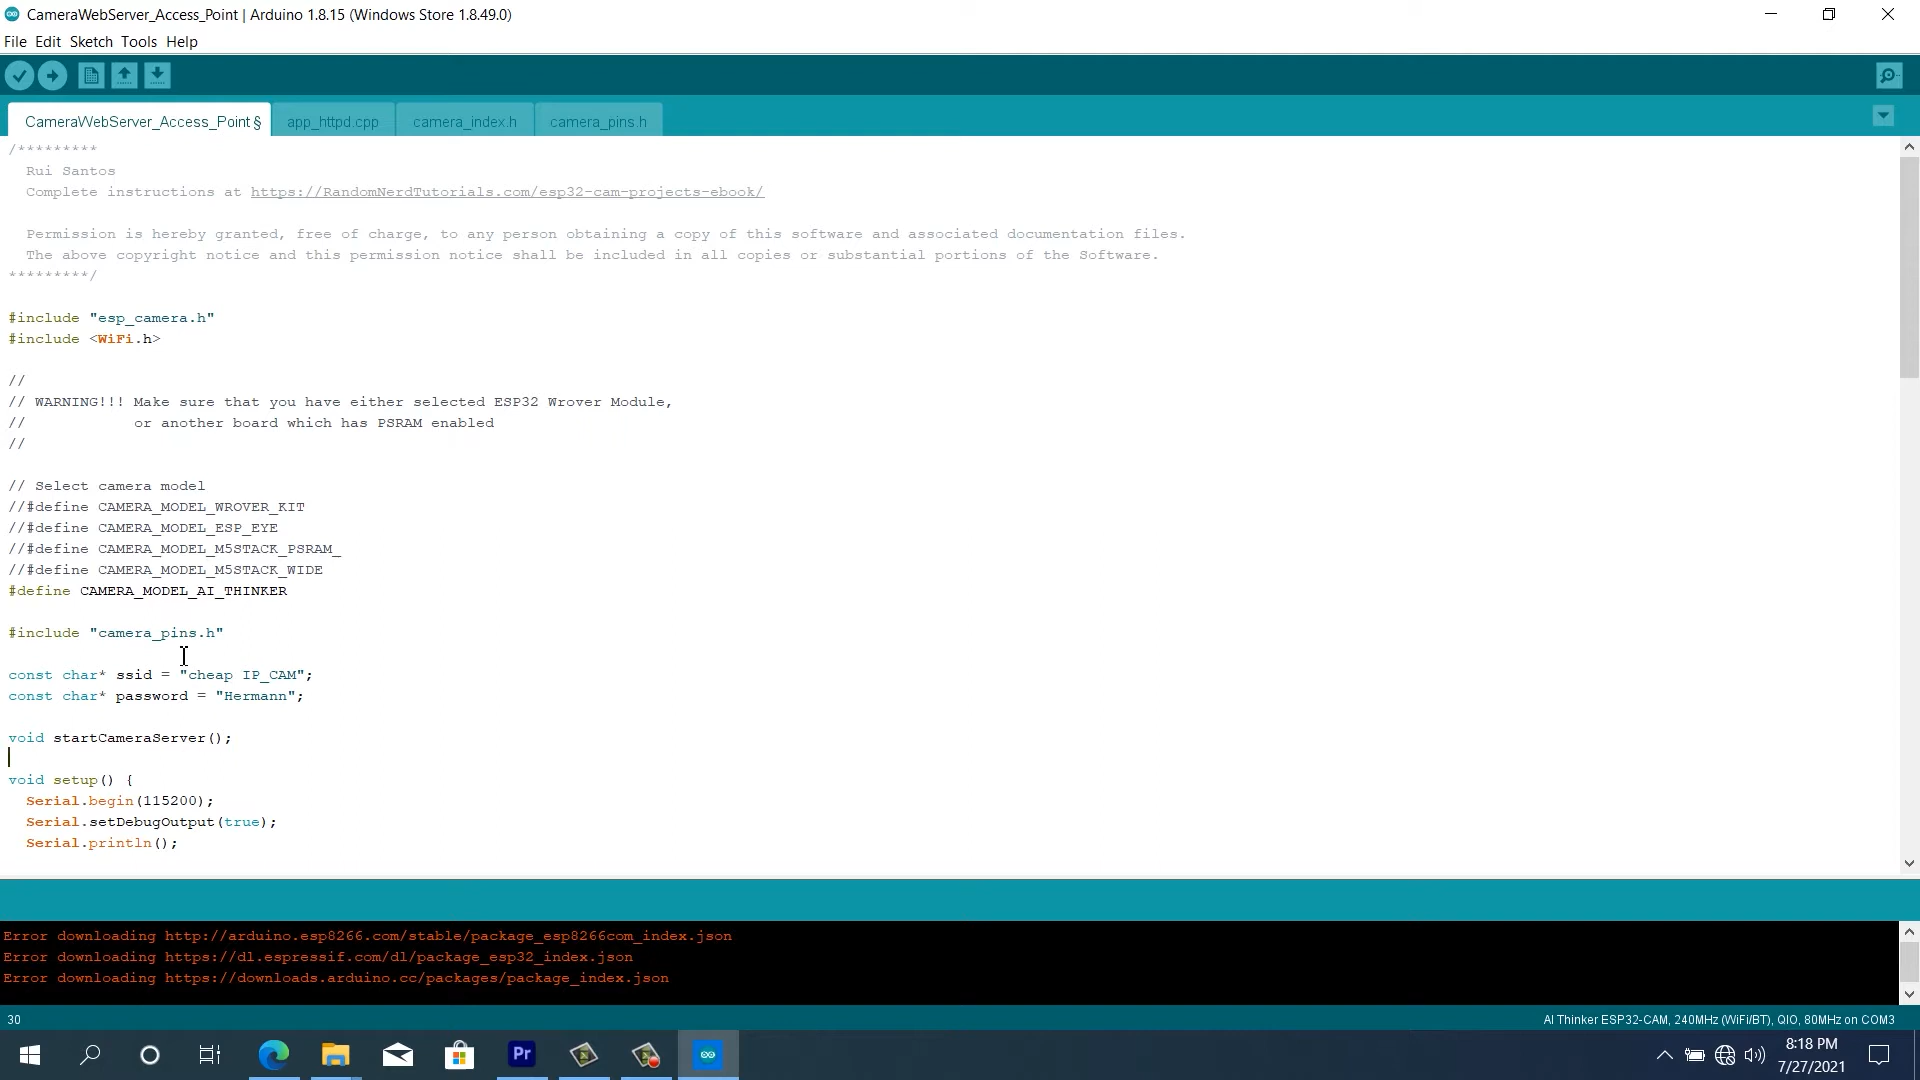 CameraWebServer_Access_Point | Arduino 1.8.15 (Windows Store 1.8.49.0)
File Edit Sketch Tools Help
CameraWebServer_Access_Point § app_httpd.cpp camera_index.h camera_pins.h
/*********
Rui Santos
Complete instructions at https://RandomNerdTutorials.com/esp32-cam-projects-ebook/
Permission is hereby granted, free of charge, to any person obtaining a copy of this software and associated documentation files.
The above copyright notice and this permission notice shall be included in all copies or substantial portions of the Software.
*********/
#include "esp_camera.h"
#include <WiFi.h>
//
// WARNING!!! Make sure that you have either selected ESP32 Wrover Module,
// or another board which has PSRAM enabled
//
// Select camera model
//#define CAMERA_MODEL_WROVER_KIT
//#define CAMERA_MODEL_ESP_EYE
//#define CAMERA_MODEL_M5STACK_PSRAM_
//#define CAMERA_MODEL_M5STACK_WIDE
#define CAMERA_MODEL_AI_THINKER
#include "camera_pins.h"
const char* ssid = "cheap IP_CAM";
const char* password = "Hermann";
void startCameraServer();
void setup() {
Serial.begin(115200);
Serial.setDebugOutput(true);
Serial.println();
Error downloading http://arduino.esp8266.com/stable/package_esp8266com_index.json
Error downloading https://dl.espressif.com/dl/package_esp32_index.json
Error downloading https://downloads.arduino.cc/packages/package_index.json
30 AI Thinker ESP32-CAM, 240MHz (WiFi/BT), QIO, 80MHz on COM3
Pr
8:18 PM
7/27/2021